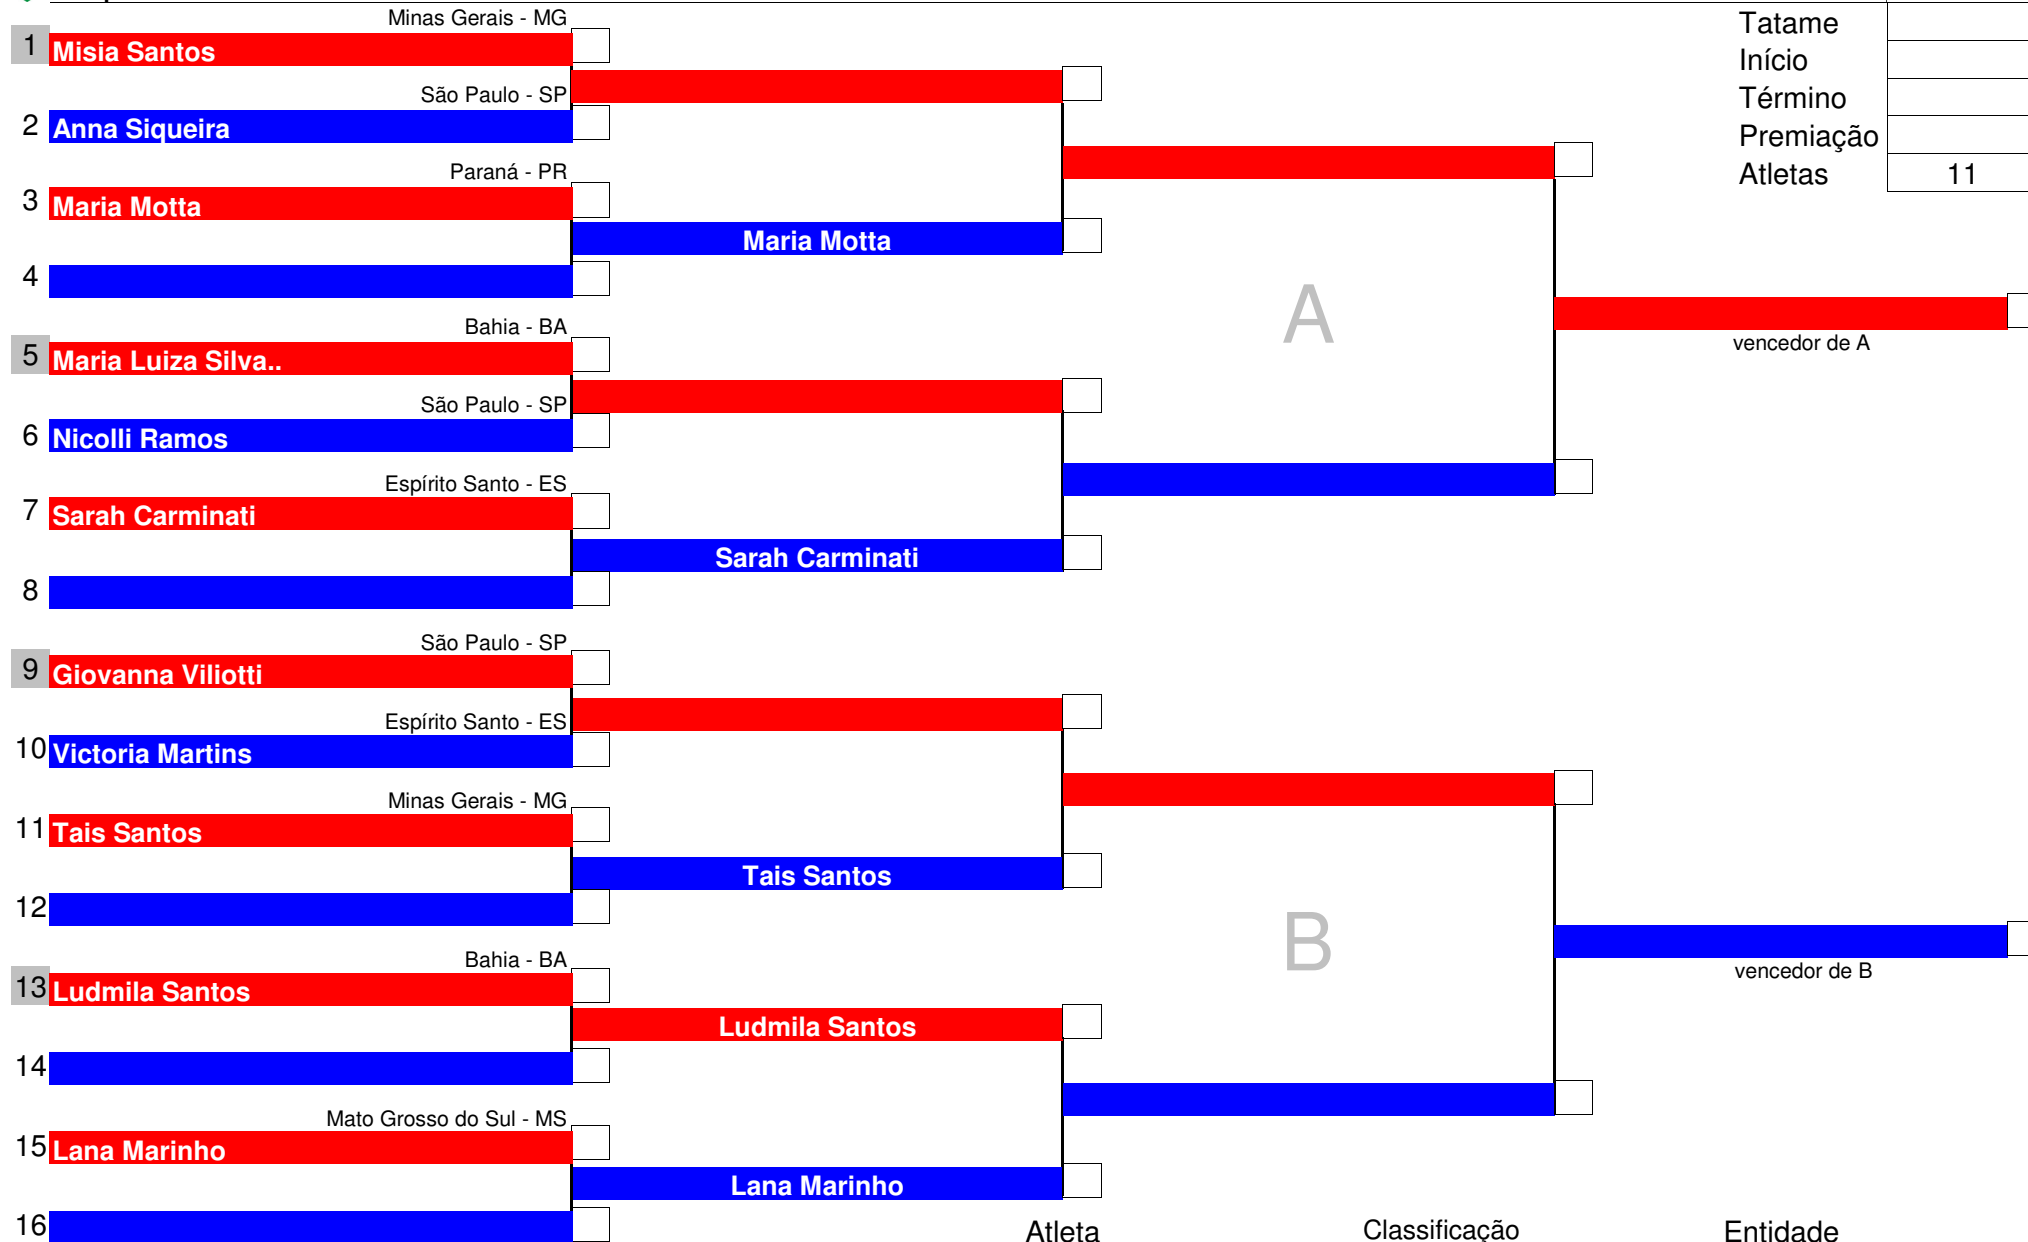 Minas Gerais - MG
1 Misia Santos
São Paulo - SP
2 Anna Siqueira
Paraná - PR
3 Maria Motta
Maria Motta
4
Bahia - BA
5 Maria Luiza Silva..
São Paulo - SP
6 Nicolli Ramos
Espírito Santo - ES
7 Sarah Carminati
Sarah Carminati
8
São Paulo - SP
9 Giovanna Viliotti
Espírito Santo - ES
10 Victoria Martins
Minas Gerais - MG
11 Tais Santos
Tais Santos
12
Bahia - BA
13 Ludmila Santos
Ludmila Santos
14
Mato Grosso do Sul - MS
15 Lana Marinho
Lana Marinho
16
A
B
vencedor de A
vencedor de B
Tatame
Início
Término
Premiação
Atletas 11
Atleta Classificação Entidade